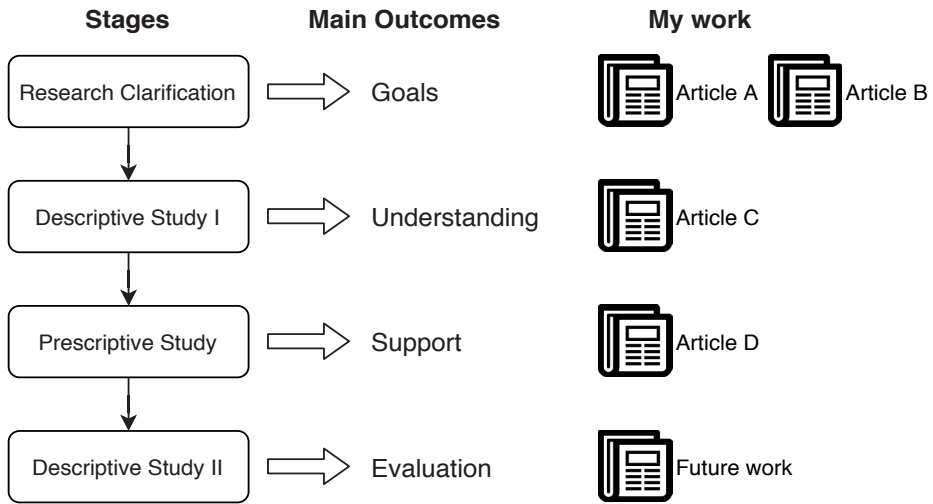 Stages Main Outcomes My work
Research Clarification Goals Article A Article B
Descriptive Study I Understanding Article C
Prescriptive Study Support Article D
Descriptive Study II Evaluation Future work